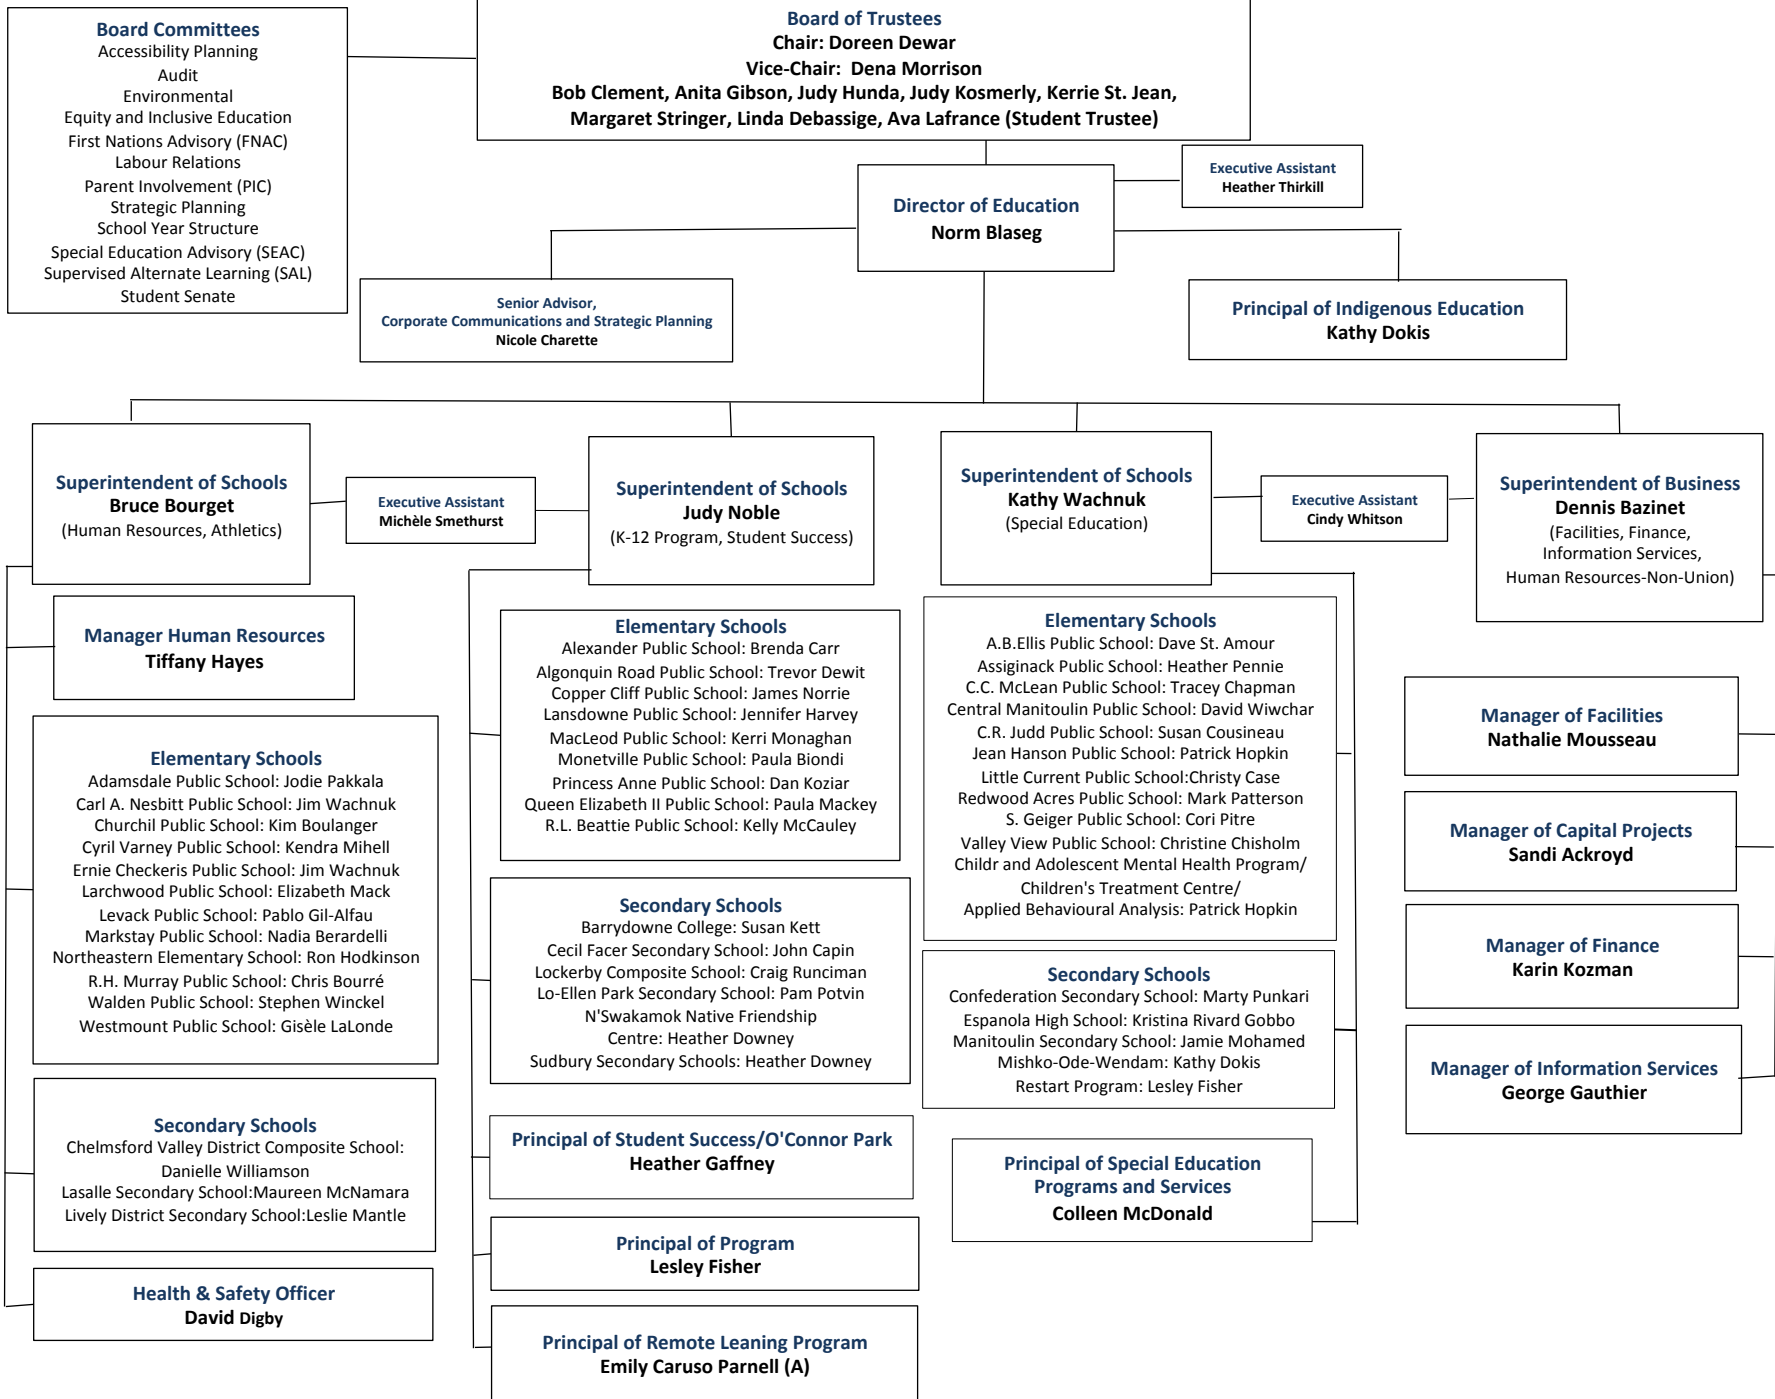 Board Committees
Accessibility Planning
Audit
Environmental
Equity and Inclusive Education
First Nations Advisory (FNAC)
Labour Relations
Parent Involvement (PIC)
Strategic Planning
School Year Structure
Special Education Advisory (SEAC)
Supervised Alternate Learning (SAL)
Student Senate
Board of Trustees
Chair: Doreen Dewar
Vice-Chair:  Dena Morrison
Bob Clement, Anita Gibson, Judy Hunda, Judy Kosmerly, Kerrie St. Jean,
Margaret Stringer, Linda Debassige, Ava Lafrance (Student Trustee)
Director of Education
Norm Blaseg
Executive Assistant
Heather Thirkill
Senior Advisor,
Corporate Communications and Strategic Planning
Nicole Charette
Principal of Indigenous Education
Kathy Dokis
Superintendent of Schools
Bruce Bourget
(Human Resources, Athletics)
Executive Assistant
Michèle Smethurst
Superintendent of Schools
Judy Noble
(K-12 Program, Student Success)
Superintendent of Schools
Kathy Wachnuk
(Special Education)
Executive Assistant
Cindy Whitson
Superintendent of Business
Dennis Bazinet
(Facilities, Finance,
Information Services,
Human Resources-Non-Union)
Manager Human Resources
Tiffany Hayes
Elementary Schools
Adamsdale Public School: Jodie Pakkala
Carl A. Nesbitt Public School: Jim Wachnuk
Churchil Public School: Kim Boulanger
Cyril Varney Public School: Kendra Mihell
Ernie Checkeris Public School: Jim Wachnuk
Larchwood Public School: Elizabeth Mack
Levack Public School: Pablo Gil-Alfau
Markstay Public School: Nadia Berardelli
Northeastern Elementary School: Ron Hodkinson
R.H. Murray Public School: Chris Bourré
Walden Public School: Stephen Winckel
Westmount Public School: Gisèle LaLonde
Secondary Schools
Chelmsford Valley District Composite School:
Danielle Williamson
Lasalle Secondary School:Maureen McNamara
Lively District Secondary School:Leslie Mantle
Health & Safety Officer
David Digby
Elementary Schools
Alexander Public School: Brenda Carr
Algonquin Road Public School: Trevor Dewit
Copper Cliff Public School: James Norrie
Lansdowne Public School: Jennifer Harvey
MacLeod Public School: Kerri Monaghan
Monetville Public School: Paula Biondi
Princess Anne Public School: Dan Koziar
Queen Elizabeth II Public School: Paula Mackey
R.L. Beattie Public School: Kelly McCauley
Secondary Schools
Barrydowne College: Susan Kett
Cecil Facer Secondary School: John Capin
Lockerby Composite School: Craig Runciman
Lo-Ellen Park Secondary School: Pam Potvin
N'Swakamok Native Friendship
Centre: Heather Downey
Sudbury Secondary Schools: Heather Downey
Principal of Student Success/O'Connor Park
Heather Gaffney
Principal of Program
Lesley Fisher
Principal of Remote Leaning Program
Emily Caruso Parnell (A)
Elementary Schools
A.B.Ellis Public School: Dave St. Amour
Assiginack Public School: Heather Pennie
C.C. McLean Public School: Tracey Chapman
Central Manitoulin Public School: David Wiwchar
C.R. Judd Public School: Susan Cousineau
Jean Hanson Public School: Patrick Hopkin
Little Current Public School:Christy Case
Redwood Acres Public School: Mark Patterson
S. Geiger Public School: Cori Pitre
Valley View Public School: Christine Chisholm
Childr and Adolescent Mental Health Program/
Children's Treatment Centre/
Applied Behavioural Analysis: Patrick Hopkin
Secondary Schools
Confederation Secondary School: Marty Punkari
Espanola High School: Kristina Rivard Gobbo
Manitoulin Secondary School: Jamie Mohamed
Mishko-Ode-Wendam: Kathy Dokis
Restart Program: Lesley Fisher
Principal of Special Education
Programs and Services
Colleen McDonald
Manager of Facilities
Nathalie Mousseau
Manager of Capital Projects
Sandi Ackroyd
Manager of Finance
Karin Kozman
Manager of Information Services
George Gauthier